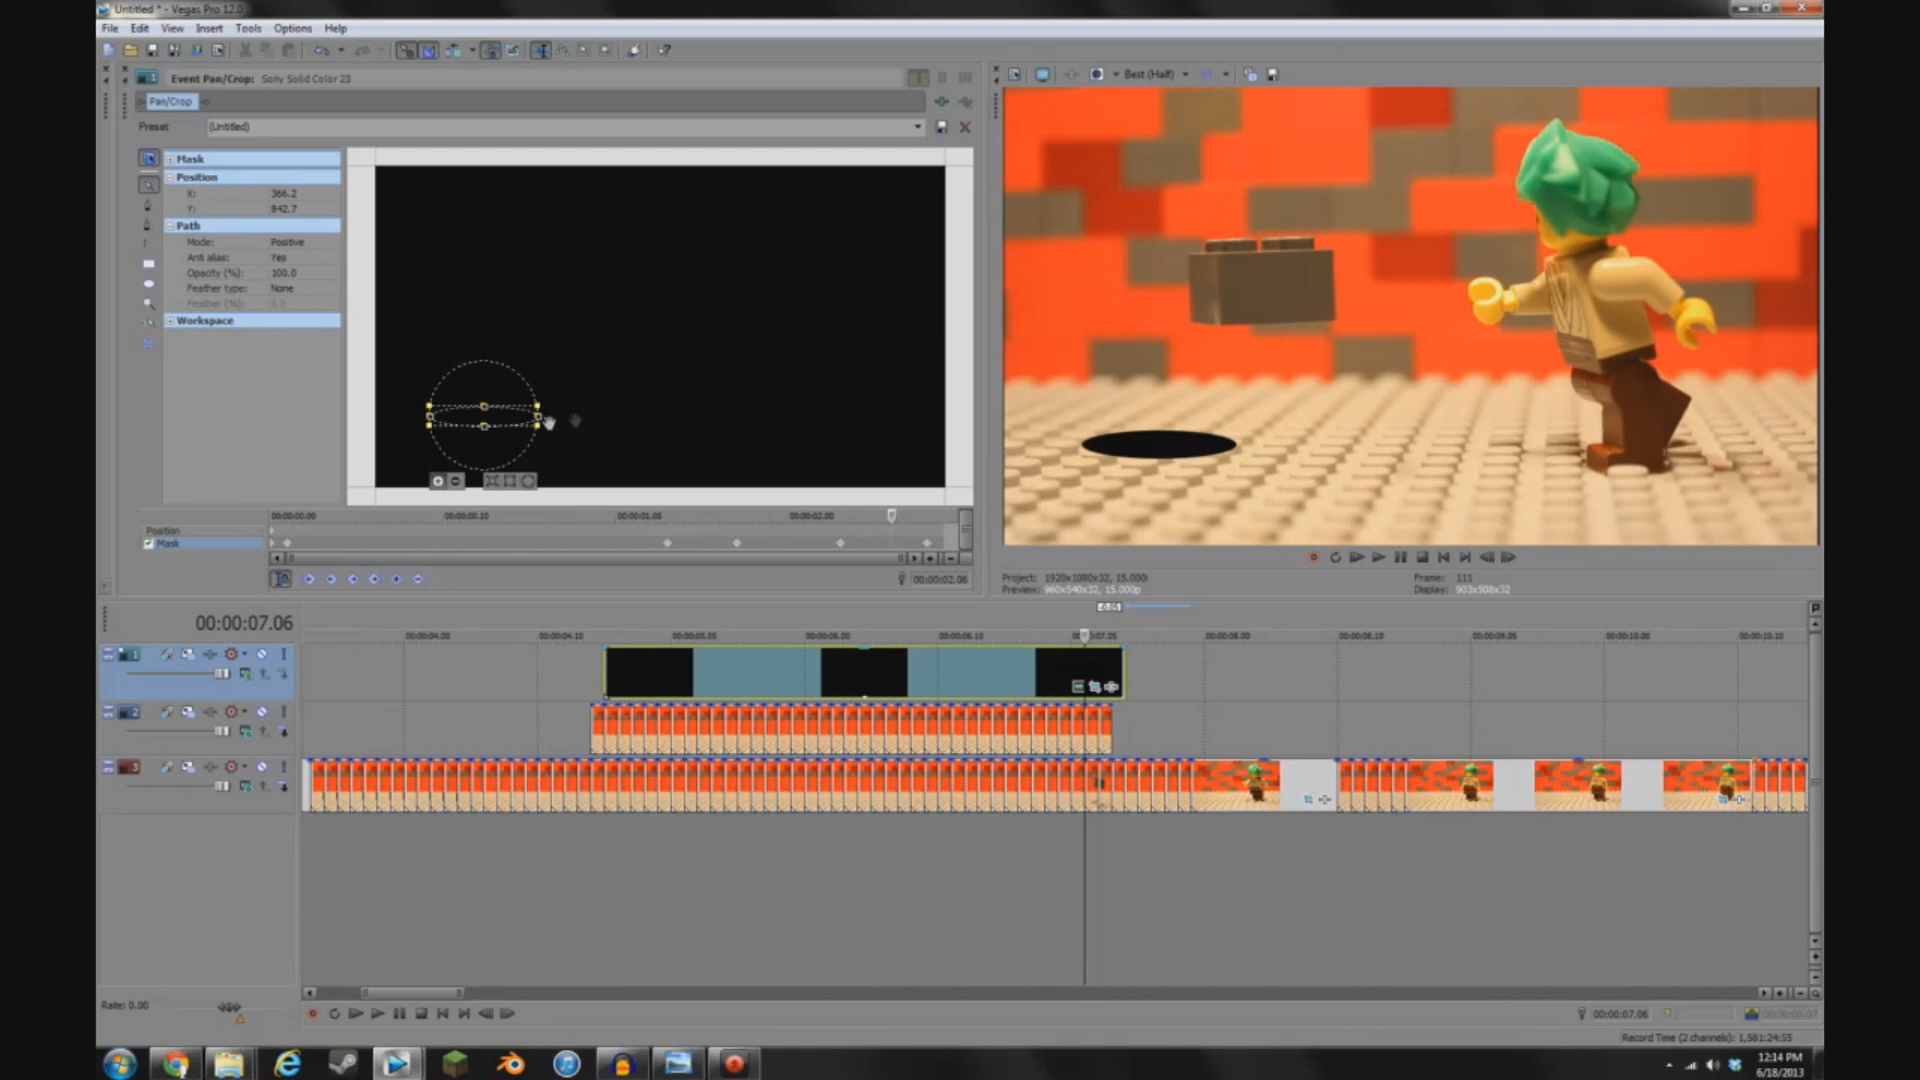 Untitled * - Vegas Pro 12.0
File Edit View Insert Tools Options Help
1 Event Pan/Crop: Sony Solid Color 23
Pan/Crop
Preset: (Untitled)
Best (Half)
Mask
Position
X: 366.2
Y: 842.7
Path
Mode: Positive
Anti alias: Yes
Opacity (%): 100.0
Feather type: None
Feather (%):
Workspace
00:00:00.00 00:00:00.10 00:00:01.05 00:00:02.00
Position
Mask
00:00:02.06
Project: 1920x1080x32, 15.000i
Preview: 960x540x32, 15.000p
Frame: 111
Display: 903x508x32
-0.05
00:00:07.06
00:00:04.00 00:00:04.10 00:00:05.05 00:00:06.00 00:00:06.10 00:00:07.05 00:00:08.00 00:00:08.10 00:00:09.05 00:00:10.00 00:00:10.10
1
2
3
Rate: 0.00
00:00:07.06
Record Time (2 channels): 1,581:24:55
12:14 PM
6/18/2013